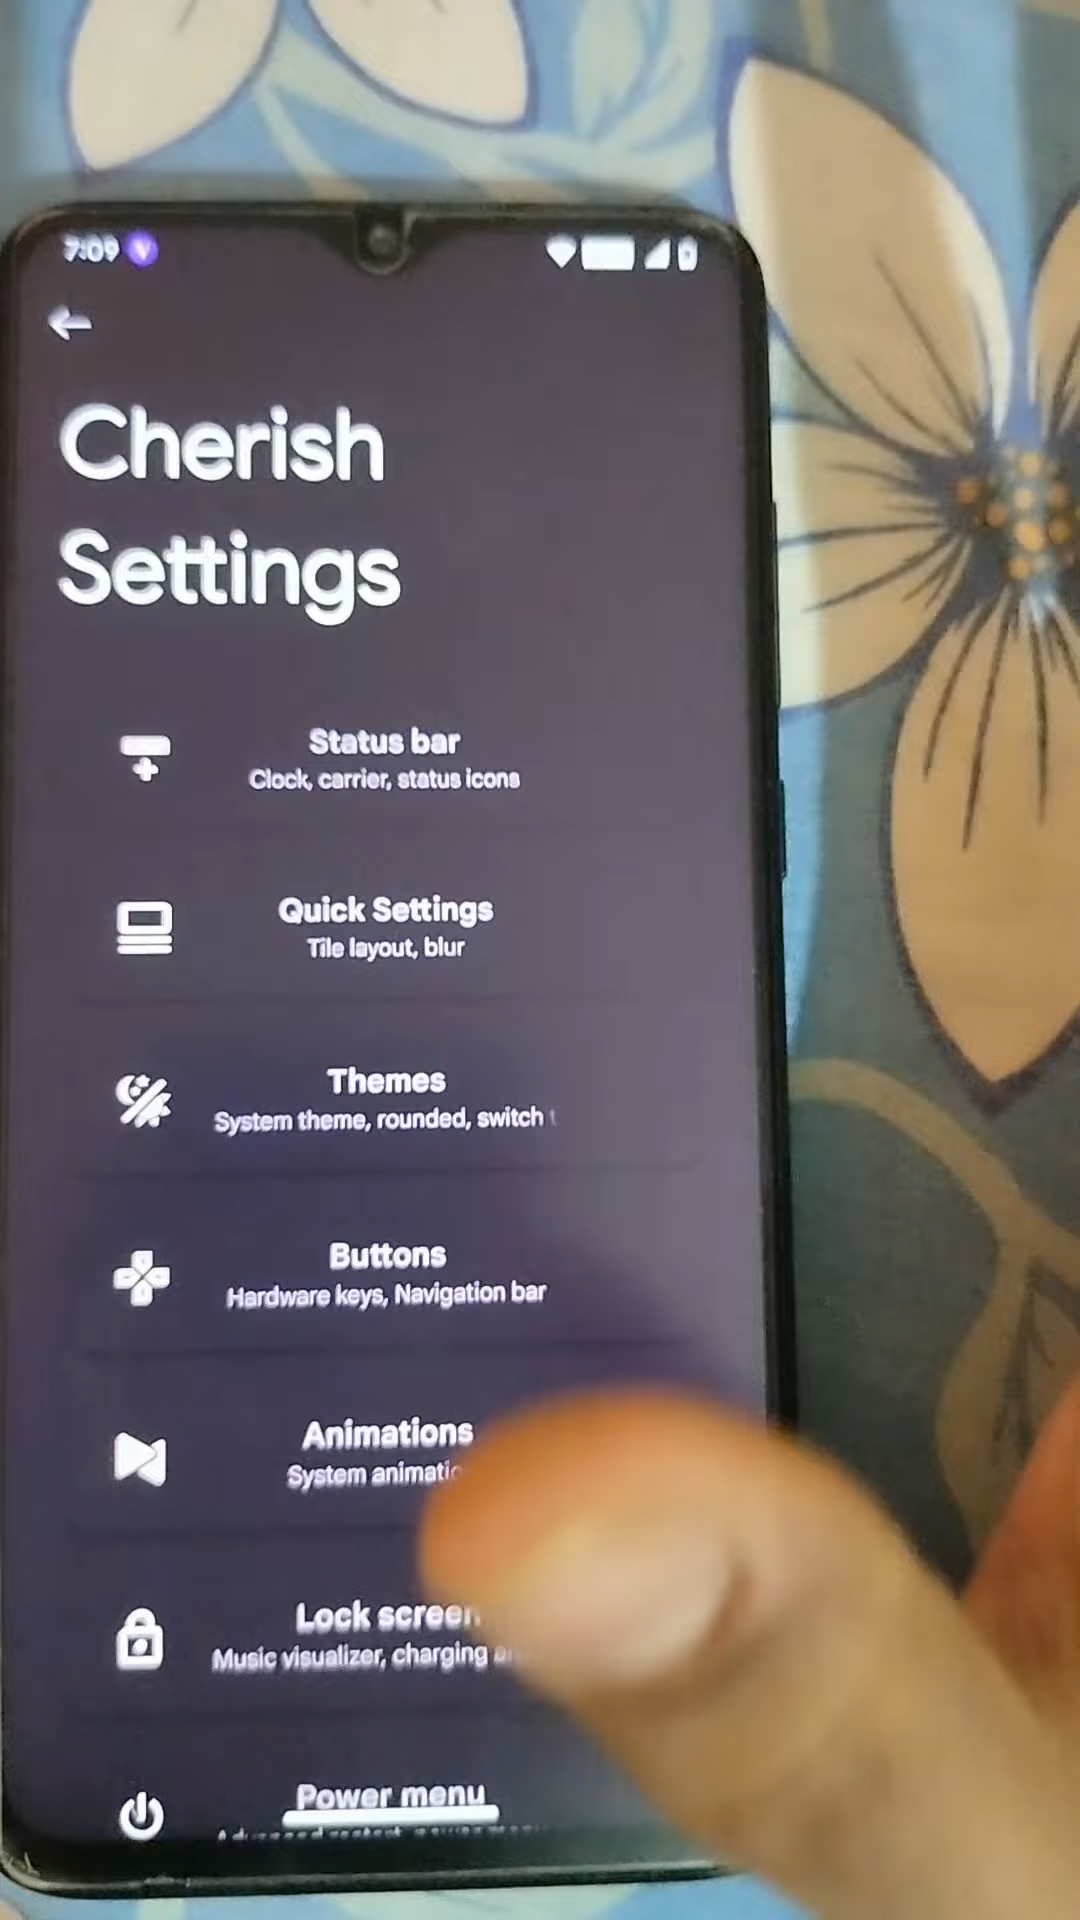 7:09
Cherish
Settings
Status bar
Clock, carrier, status icons
Quick Settings
Tile layout, blur
Themes
System theme, rounded, switch t
Buttons
Hardware keys, Navigation bar
Animations
System animatio
Lock screen
Music visualizer, charging
Power menu